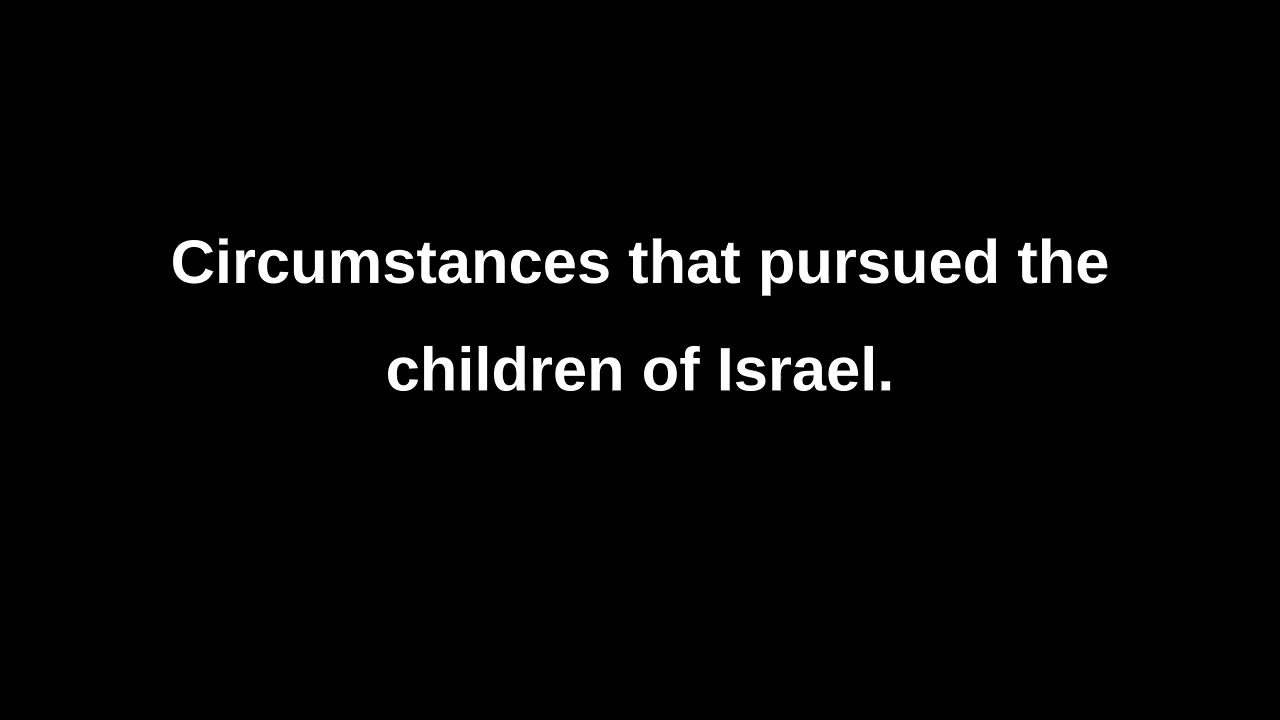 Circumstances that pursued the
children of Israel.